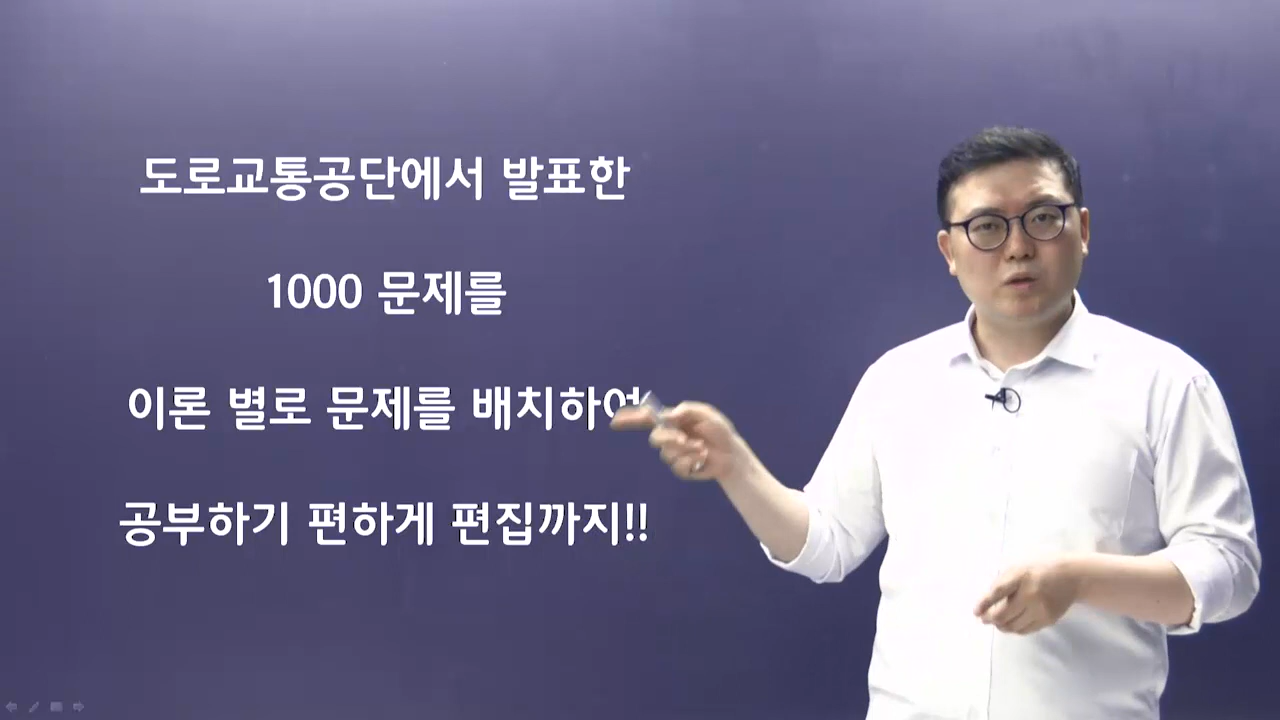 도로교통공단에서 발표한
1000 문제를
이론 별로 문제를 배치하여
공부하기 편하게 편집까지!!